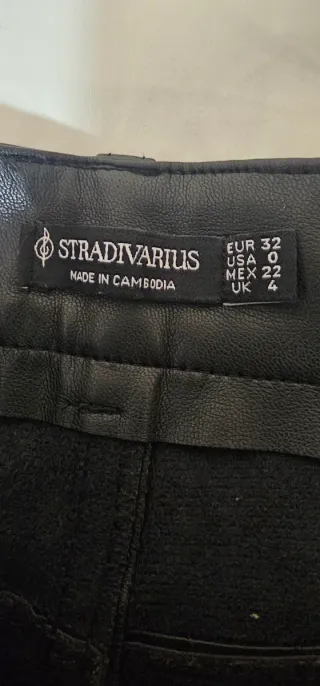 STRADIVARIUS
MADE IN CAMBODIA
EUR 32
USA 0
MEX 22
UK 4